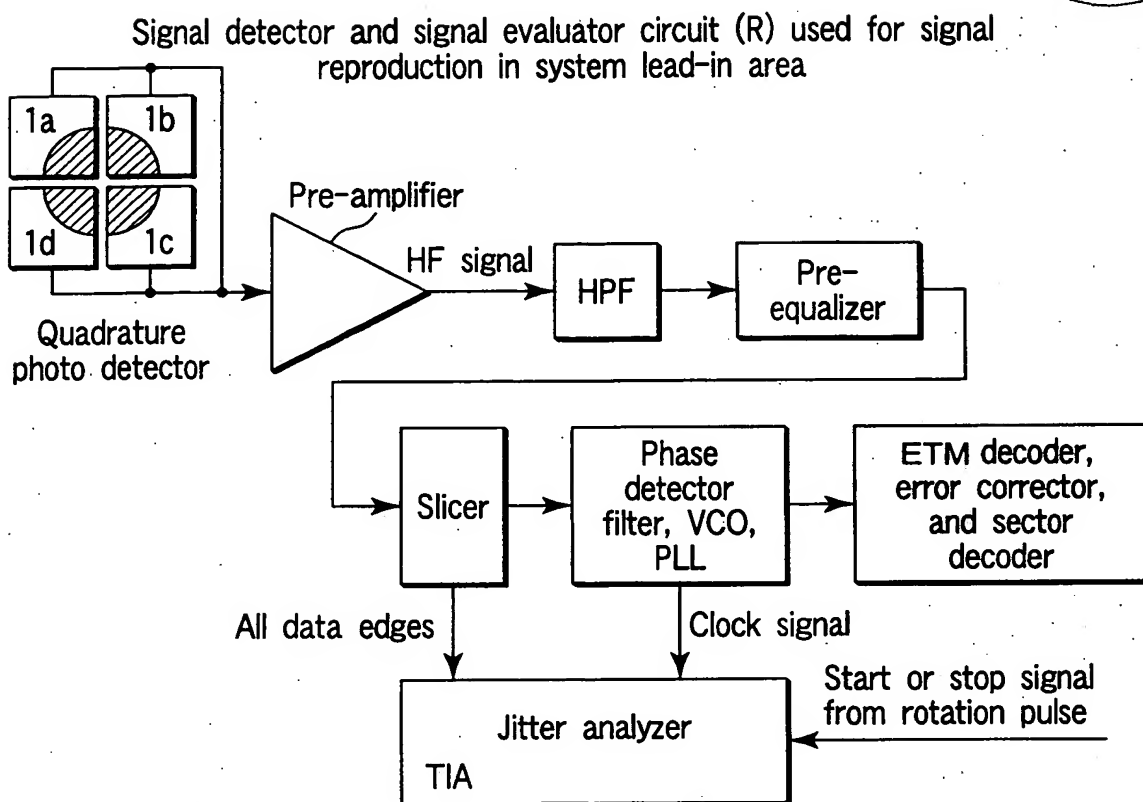 Signal detector and signal evaluator circuit (R) used for signal
reproduction in system lead-in area
1a
1b
1d
1c
Quadrature
photo detector
Pre-amplifier
HF signal
HPF
Pre-
equalizer
Slicer
Phase
detector
filter, VCO,
PLL
ETM decoder,
error corrector,
and sector
decoder
All data edges
Clock signal
Jitter analyzer
TIA
Start or stop signal
from rotation pulse